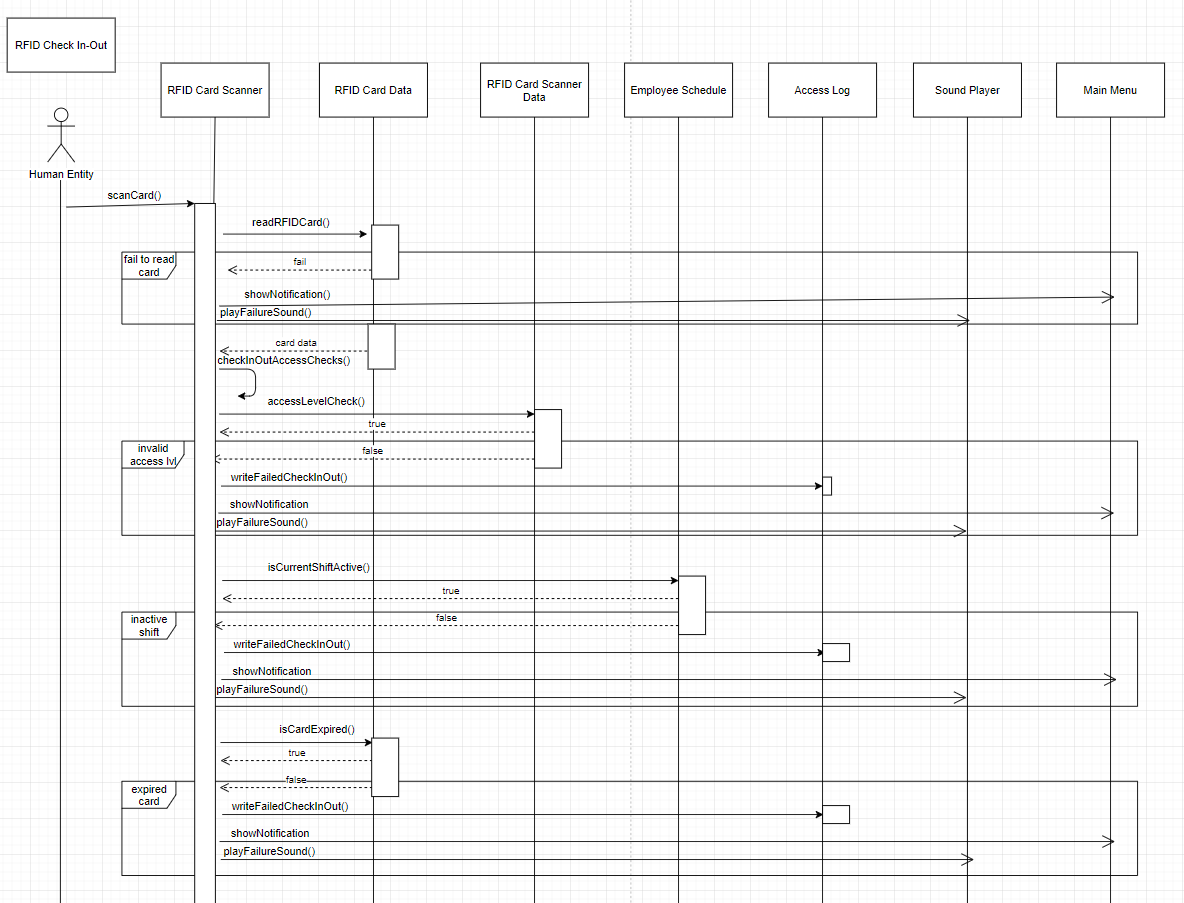 RFID Check In-Out
RFID Card Scanner
RFID Card Data
RFID Card Scanner
Data
Employee Schedule
Access Log
Sound Player
Main Menu
Human Entity
scanCard()
readRFIDCard()
fail to read
card
fail
showNotification()
playFailureSound()
card data
checkInOutAccessChecks()
accessLevelCheck()
true
invalid
access lvl
false
writeFailedCheckInOut()
showNotification
playFailureSound()
isCurrentShiftActive()
true
inactive
shift
false
writeFailedCheckInOut()
showNotification
playFailureSound()
isCardExpired()
true
false
expired
card
writeFailedCheckInOut()
showNotification
playFailureSound()